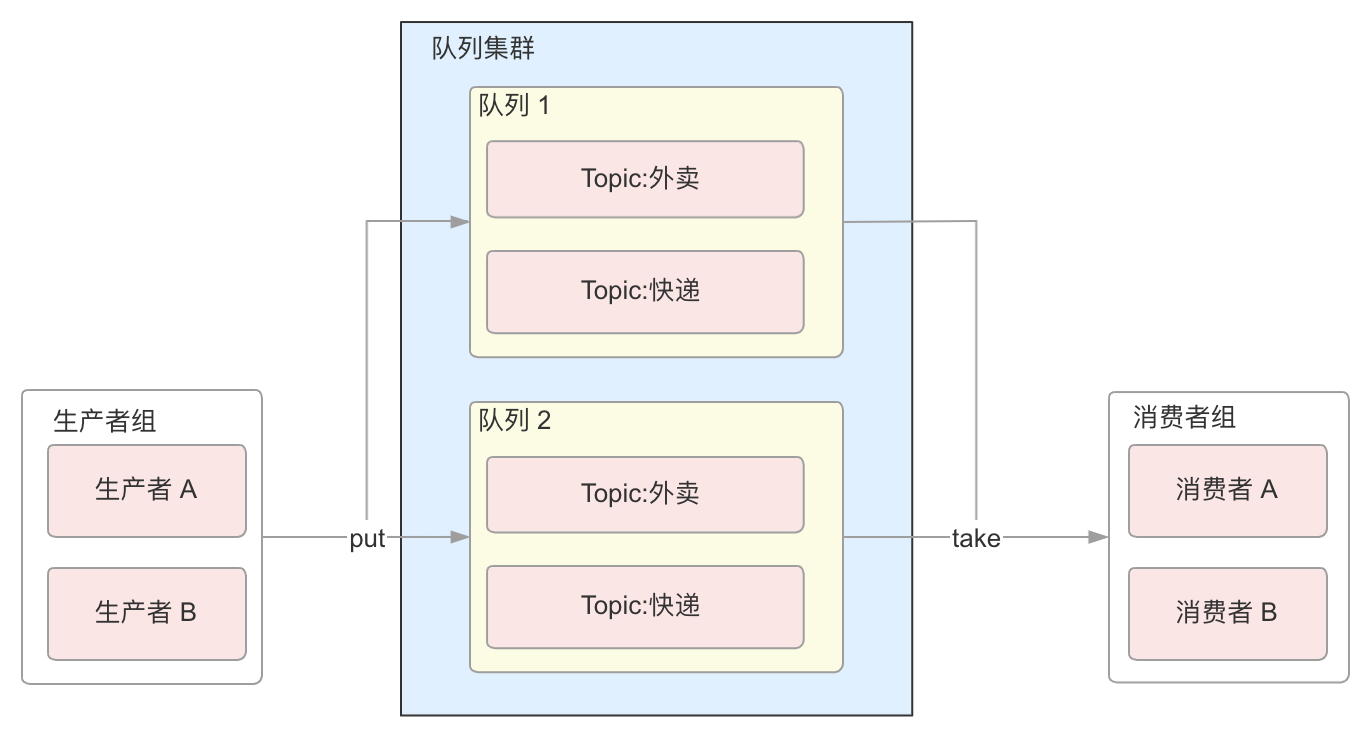 队列集群
队列 1
Topic:外卖
Topic:快递
生产者组
生产者 A
生产者 B
put
队列 2
Topic:外卖
Topic:快递
take
消费者组
消费者 A
消费者 B